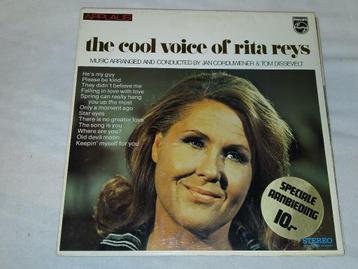 APPLAUS
PHILIPS
the cool voice of rita reys
MUSIC ARRANGED AND CONDUCTED BY JAN CORDUWENER & TOM DISSEVELT
He's my guy
Please be kind
They didn't believe me
Falling in love with love
Spring can really hang
you up the most
Only a moment ago
Star eyes
There is no greater love
The song is you
Where are you?
Old devil moon
Keepin' myself for you
SPECIALE
AANBIEDING
10.-
STEREO